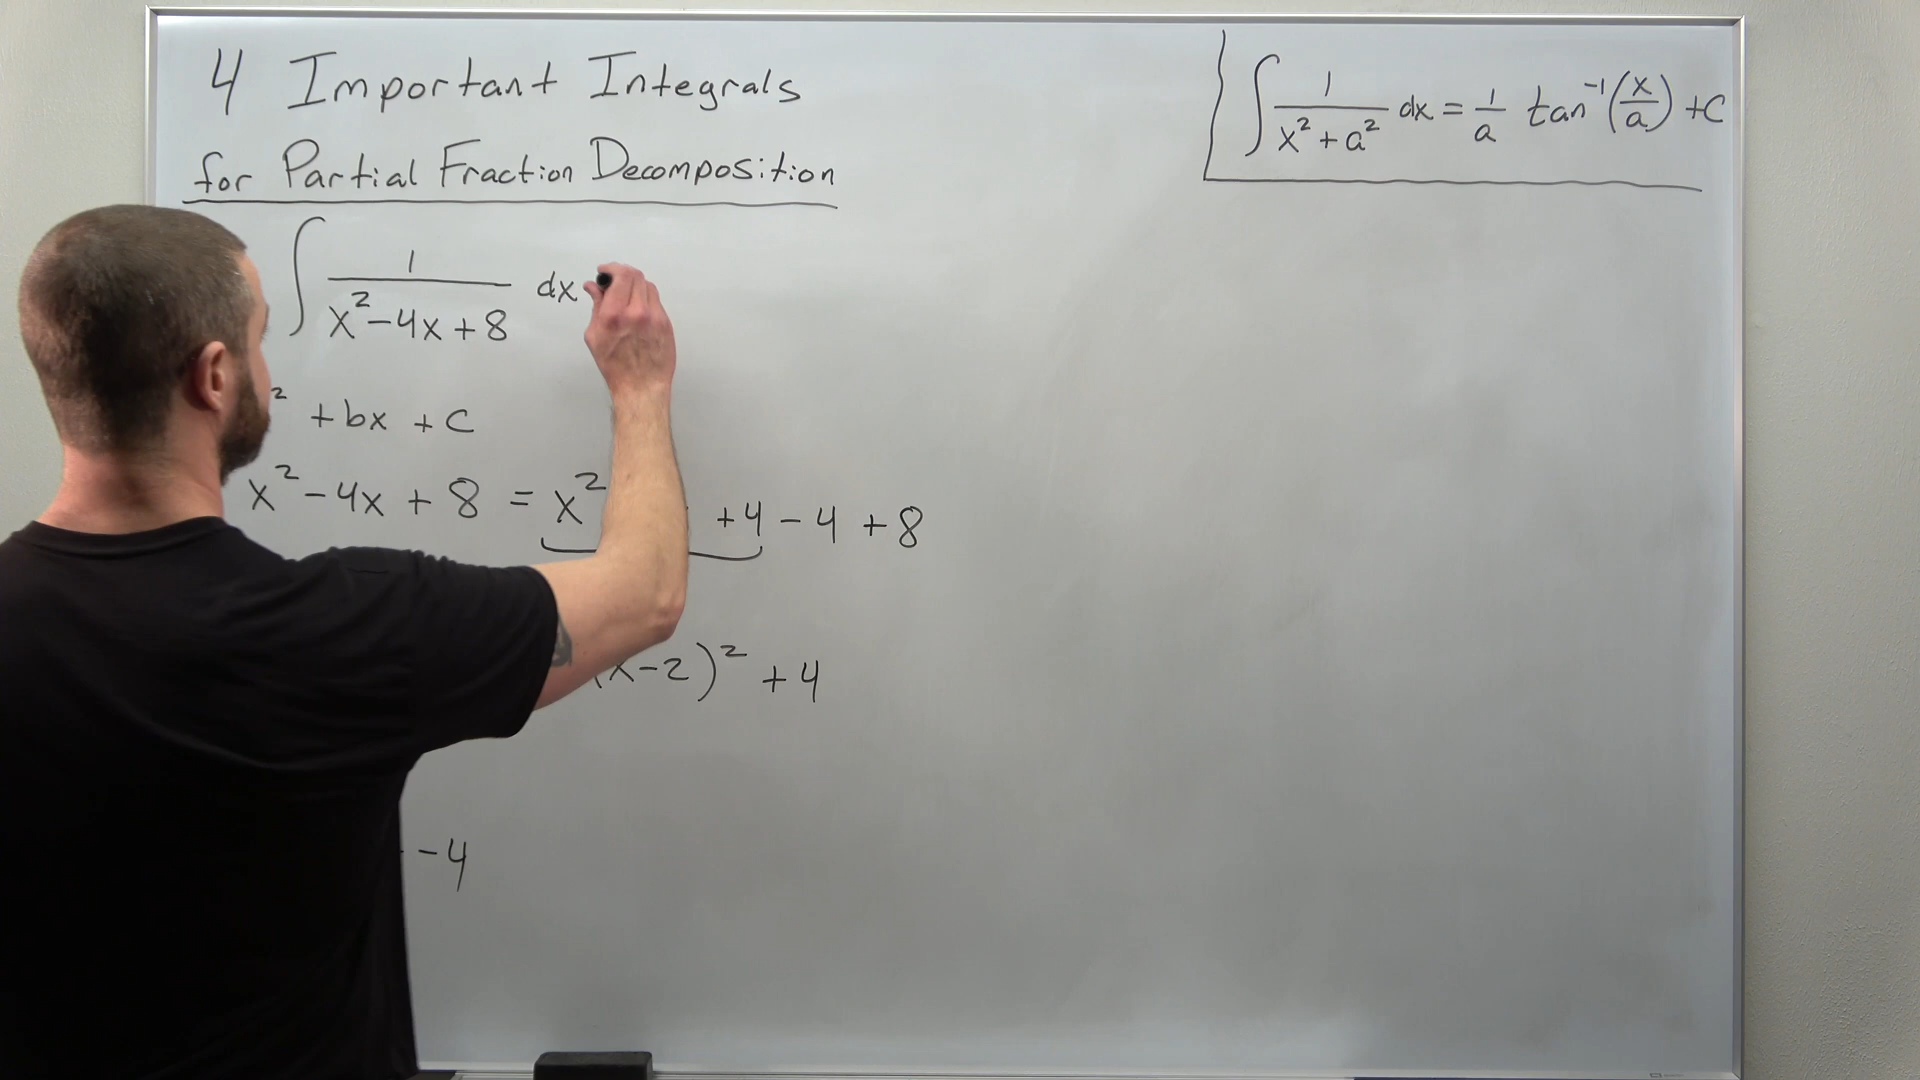 4 Important Integrals
for Partial Fraction Decomposition
∫ 1/(x² + a²) dx = 1/a tan⁻¹(x/a) + C
∫ 1/(x² - 4x + 8) dx
² + bx + c
x² - 4x + 8 = x² + 4 - 4 + 8
(x - 2)² + 4
- 4